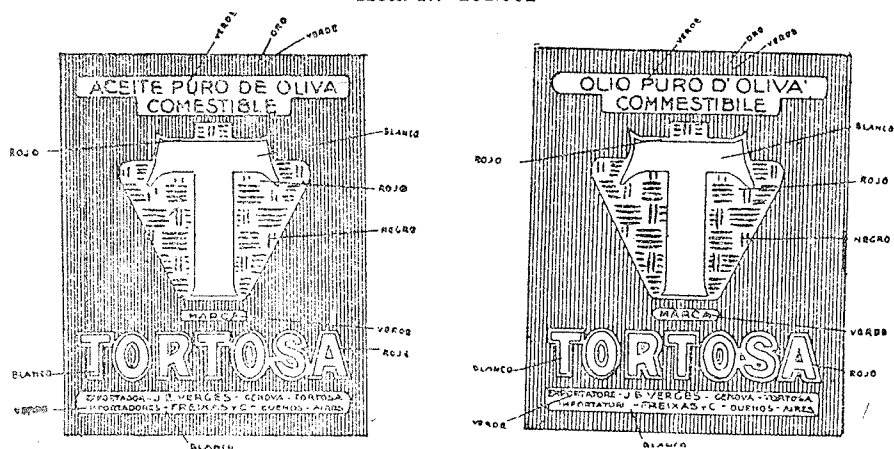 VERDE
ORO
VERDE
ACEITE PURO DE OLIVA
COMESTIBLE
BLANCO
ROJO
ROJO
NEGRO
T
MARCA
VERDE
TORTOSA
ROJO
BLANCO
EXPORTADOR - J.B. VERGES - GENOVA - TORTOSA
IMPORTADORES - FREIXAS Y C - BUENOS - AIRES
VERDE
BLANCO
VERDE
ORO
VERDE
OLIO PURO D'OLIVA'
COMMESTIBILE
BLANCO
ROJO
ROJO
NEGRO
T
MARCA
VERDE
TORTOSA
BLANCO
ROJO
EXPORTATORE - J B VERGES - GENOVA - TORTOSA
IMPORTATORI - FREIXAS Y C - BUENOS - AIRES
VERDE
BLANCO